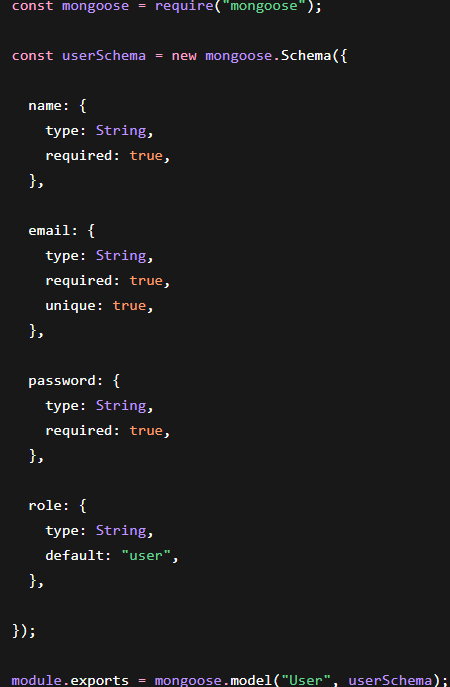 const mongoose = require("mongoose");
const userSchema = new mongoose.Schema({
name: {
type: String,
required: true,
},
email: {
type: String,
required: true,
unique: true,
},
password: {
type: String,
required: true,
},
role: {
type: String,
default: "user",
},
});
module.exports = mongoose.model("User", userSchema);